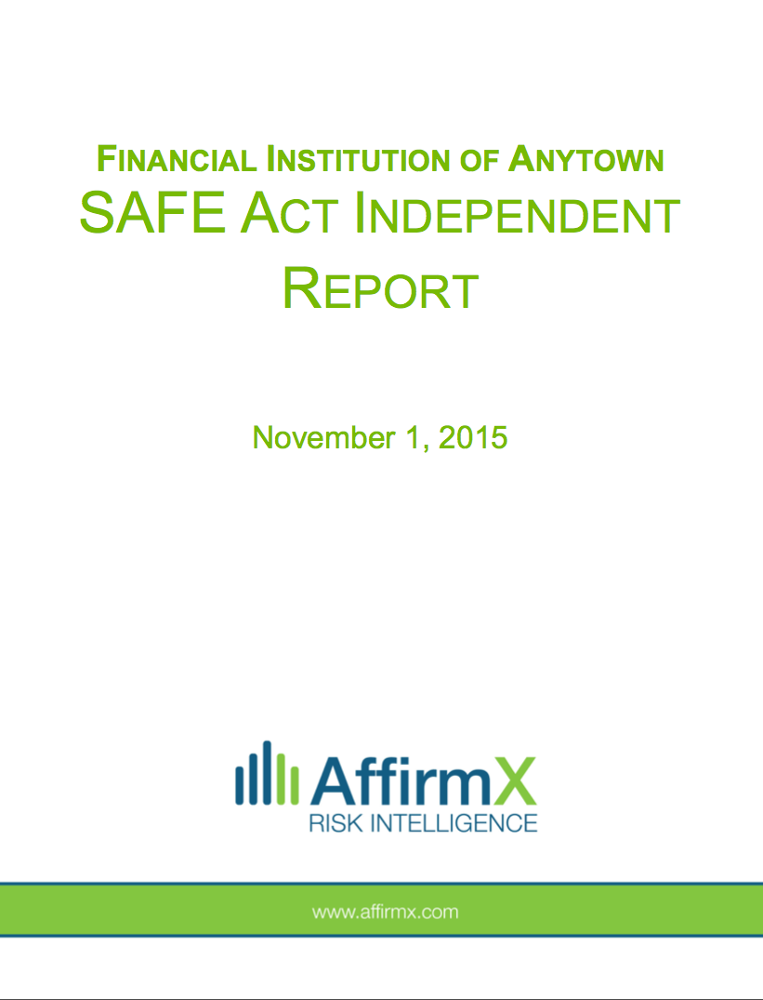 FINANCIAL INSTITUTION OF ANYTOWN
SAFE ACT INDEPENDENT
REPORT
November 1, 2015
AffirmX
RISK INTELLIGENCE
www.affirmx.com